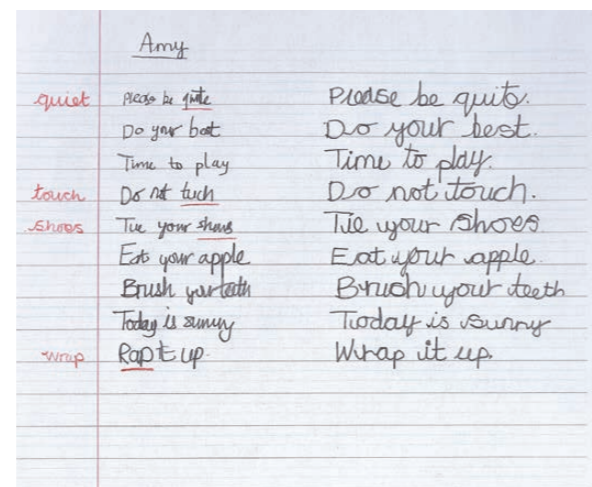 Amy
quiet Please be quite Please be quite.
Do your best Do your best.
Time to play Time to play.
touch Do not tuch Do not touch.
shoes Tie your shows Tie your shoes
Eat your apple Eat your apple.
Brush your teeth Brush your teeth
Today is sunny Today is sunny
wrap Rap it up. Wrap it up.